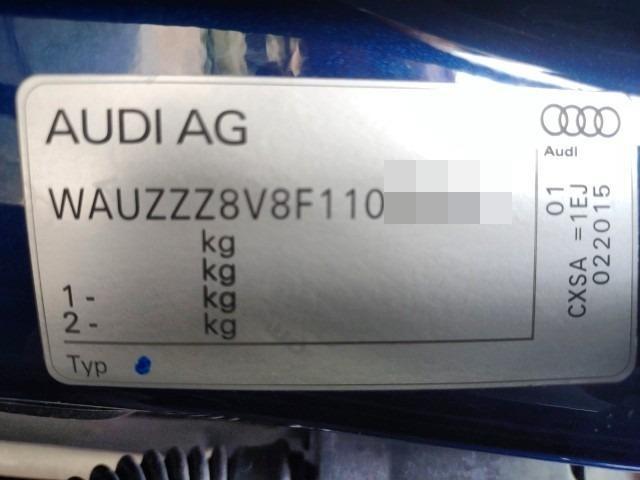 AUDI AG
Audi
WAUZZZ8V8F110
kg
kg
1 - kg
2 - kg
Typ
01
CXSA =1EJ
022015